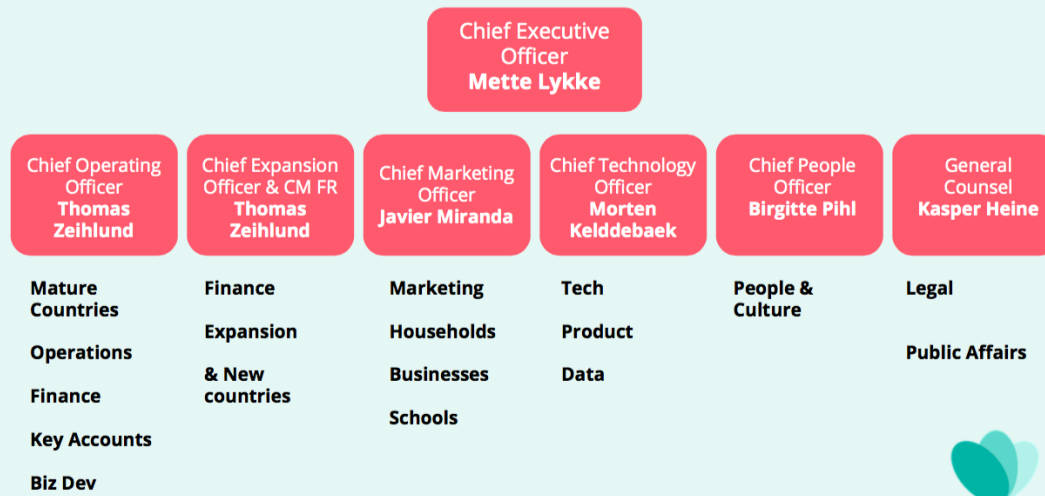 Chief Executive
Officer
Mette Lykke
Chief Operating
Officer
Thomas
Zeihlund
Chief Expansion
Officer & CM FR
Thomas
Zeihlund
Chief Marketing
Officer
Javier Miranda
Chief Technology
Officer
Morten
Kelddebaek
Chief People
Officer
Birgitte Pihl
General
Counsel
Kasper Heine
Mature
Countries
Operations
Finance
Key Accounts
Biz Dev
Finance
Expansion
& New
countries
Marketing
Households
Businesses
Schools
Tech
Product
Data
People &
Culture
Legal
Public Affairs